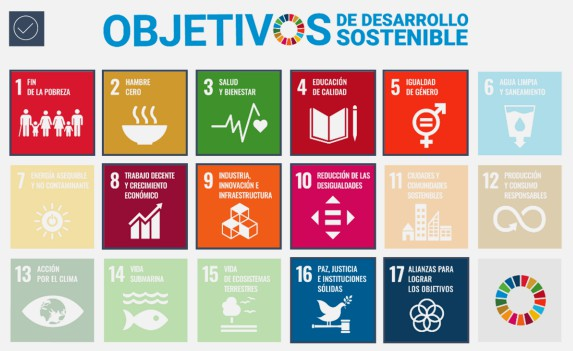 OBJETIVOS DE DESARROLLO
SOSTENIBLE
1 FIN
DE LA POBREZA
2 HAMBRE
CERO
3 SALUD
Y BIENESTAR
4 EDUCACIÓN
DE CALIDAD
5 IGUALDAD
DE GÉNERO
6 AGUA LIMPIA
Y SANEAMIENTO
7 ENERGÍA ASEQUIBLE
Y NO CONTAMINANTE
8 TRABAJO DECENTE
Y CRECIMIENTO
ECONÓMICO
9 INDUSTRIA,
INNOVACIÓN E
INFRAESTRUCTURA
10 REDUCCIÓN DE LAS
DESIGUALDADES
11 CIUDADES Y
COMUNIDADES
SOSTENIBLES
12 PRODUCCIÓN
Y CONSUMO
RESPONSABLES
13 ACCIÓN
POR EL CLIMA
14 VIDA
SUBMARINA
15 VIDA
DE ECOSISTEMAS
TERRESTRES
16 PAZ, JUSTICIA
E INSTITUCIONES
SÓLIDAS
17 ALIANZAS PARA
LOGRAR
LOS OBJETIVOS